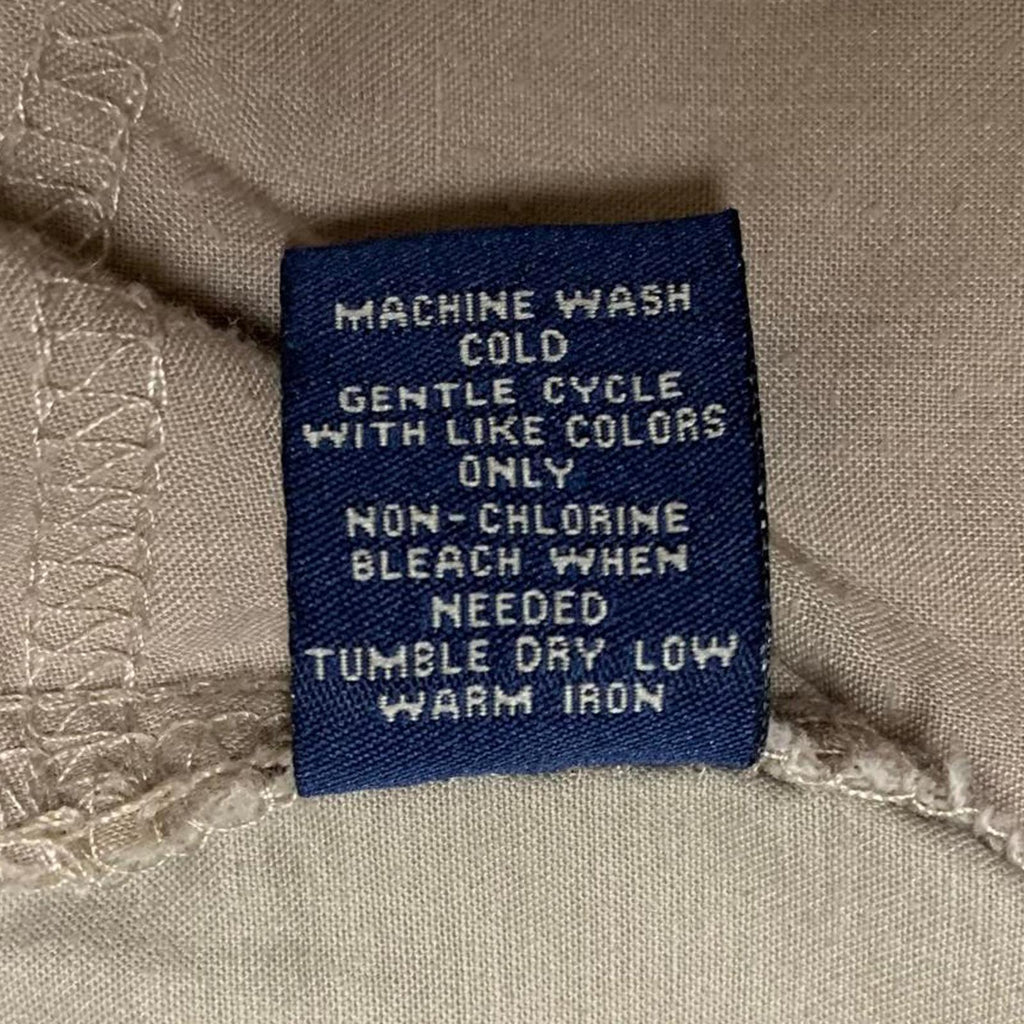 MACHINE WASH
COLD
GENTLE CYCLE
WITH LIKE COLORS
ONLY
NON-CHLORINE
BLEACH WHEN
NEEDED
TUMBLE DRY LOW
WARM IRON